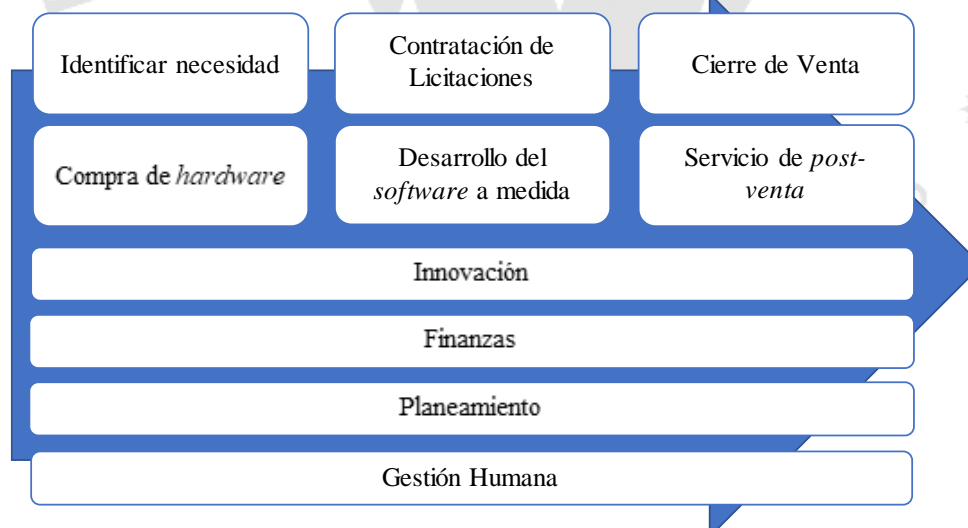 Identificar necesidad
Contratación de
Licitaciones
Cierre de Venta
Compra de hardware
Desarrollo del
software a medida
Servicio de post-
venta
Innovación
Finanzas
Planeamiento
Gestión Humana